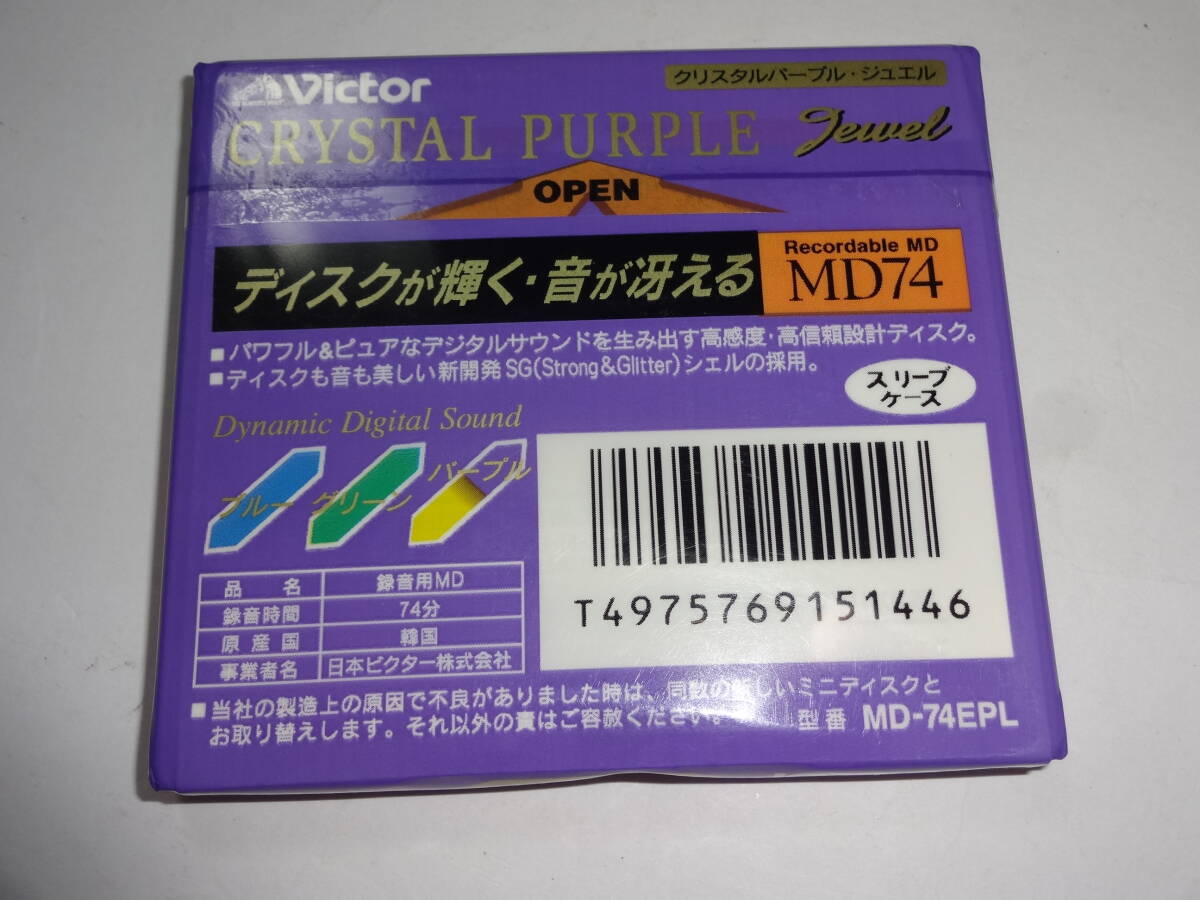 Victor
クリスタルパープル・ジュエル
CRYSTAL PURPLE Jewel
OPEN
ディスクが輝く・音が冴える
Recordable MD
MD74
■パワフル&ピュアなデジタルサウンドを生み出す高感度・高信頼設計ディスク。
■ディスクも音も美しい新開発SG(Strong&Glitter)シェルの採用。
スリーブ
ケース
Dynamic Digital Sound
ブルー グリーン パープル
品名 録音用MD
録音時間 74分
原産国 韓国
事業者名 日本ビクター株式会社
T4975769151446
■当社の製造上の原因で不良がありました時は、同数の新しいミニディスクと
お取り替えします。それ以外の責はご容赦ください。
型番 MD-74EPL